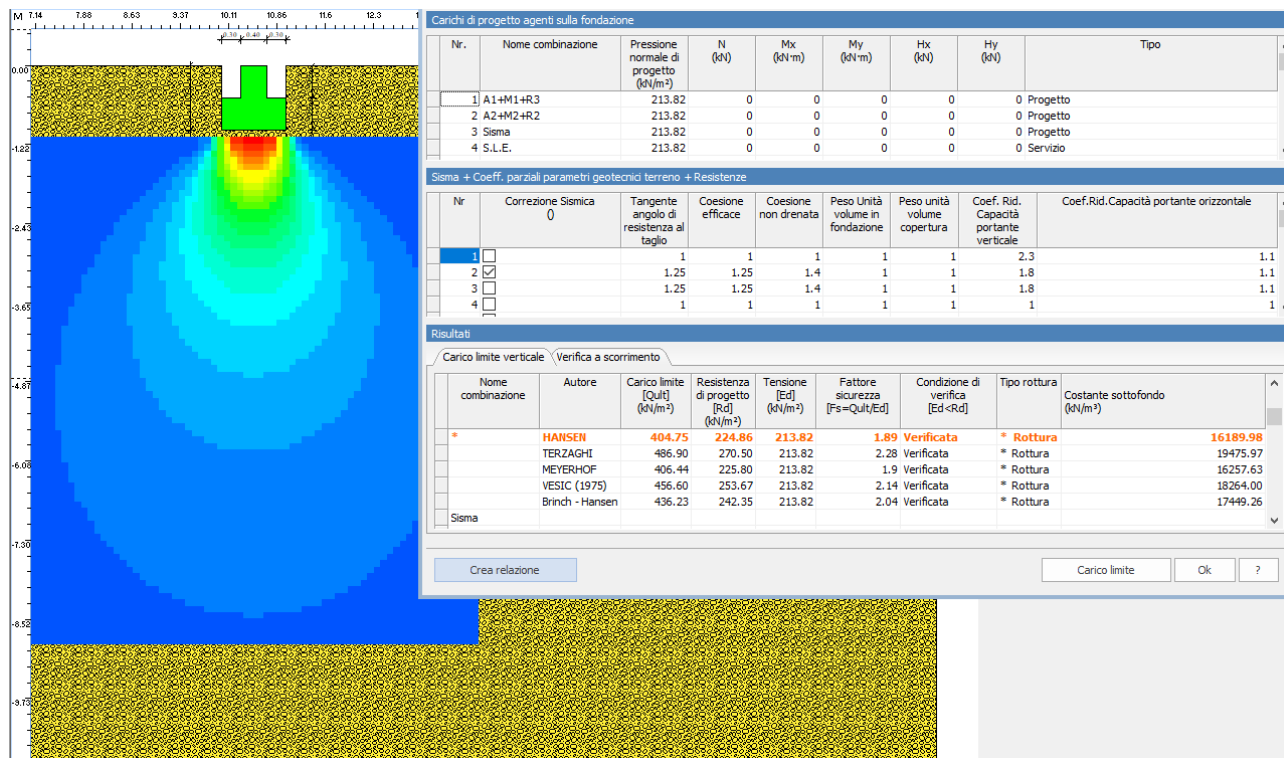 M 7.14 7.88 8.63 9.37 10.11 10.86 11.6 12.3
0.30 0.40 0.30
0.00
-1.22
-2.43
-3.65
-4.87
-6.08
-7.30
-8.52
-9.73
Carichi di progetto agenti sulla fondazione
Nr. Nome combinazione Pressione normale di progetto (kN/m²) N (kN) Mx (kN·m) My (kN·m) Hx (kN) Hy (kN) Tipo
1 A1+M1+R3 213.82 0 0 0 0 0 Progetto
2 A2+M2+R2 213.82 0 0 0 0 0 Progetto
3 Sisma 213.82 0 0 0 0 0 Progetto
4 S.L.E. 213.82 0 0 0 0 0 Servizio
Sisma + Coeff. parziali parametri geotecnici terreno + Resistenze
Nr Correzione Sismica () Tangente angolo di resistenza al taglio Coesione efficace Coesione non drenata Peso Unità volume in fondazione Peso unità volume copertura Coef. Rid. Capacità portante verticale Coef.Rid.Capacità portante orizzontale
1 1 1 1 1 1 2.3 1.1
2 1.25 1.25 1.4 1 1 1.8 1.1
3 1.25 1.25 1.4 1 1 1.8 1.1
4 1 1 1 1 1 1 1
Risultati
Carico limite verticale Verifica a scorrimento
Nome combinazione Autore Carico limite [Qult] (kN/m²) Resistenza di progetto [Rd] (kN/m²) Tensione [Ed] (kN/m²) Fattore sicurezza [Fs=Qult/Ed] Condizione di verifica [Ed<Rd] Tipo rottura Costante sottofondo (kN/m³)
* HANSEN 404.75 224.86 213.82 1.89 Verificata * Rottura 16189.98
TERZAGHI 486.90 270.50 213.82 2.28 Verificata * Rottura 19475.97
MEYERHOF 406.44 225.80 213.82 1.9 Verificata * Rottura 16257.63
VESIC (1975) 456.60 253.67 213.82 2.14 Verificata * Rottura 18264.00
Brinch - Hansen 436.23 242.35 213.82 2.04 Verificata * Rottura 17449.26
Sisma
Crea relazione Carico limite Ok ?